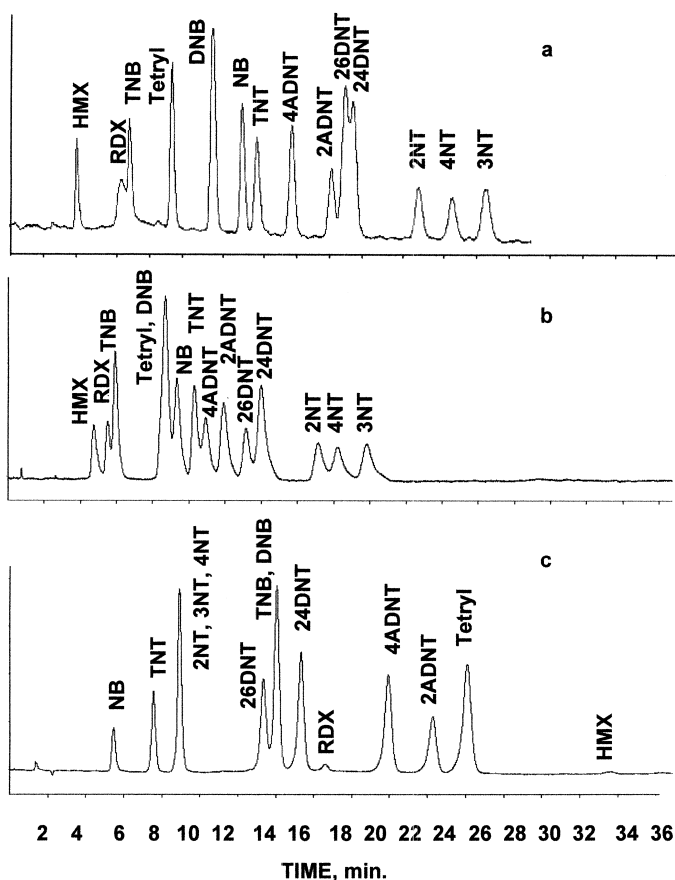 a
HMX
RDX
TNB
Tetryl
DNB
NB
TNT
4ADNT
2ADNT
26DNT
24DNT
2NT
4NT
3NT
b
HMX
RDX
TNB
Tetryl, DNB
NB
TNT
4ADNT
2ADNT
26DNT
24DNT
2NT
4NT
3NT
c
NB
TNT
2NT, 3NT, 4NT
26DNT
TNB, DNB
24DNT
RDX
4ADNT
2ADNT
Tetryl
HMX
2 4 6 8 10 12 14 16 18 20 22 24 26 28 30 32 34 36
TIME, min.